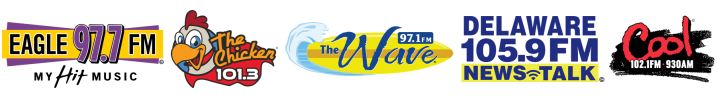 EAGLE 97.7 FM
MY Hit MUSIC
The Chicken
101.3
97.1 FM
The Wave
DELAWARE
105.9 FM
NEWS TALK
Cool
102.1FM · 930AM